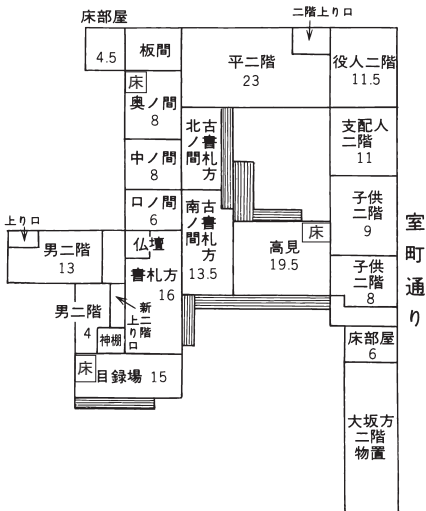 床部屋
4.5
板間
二階上り口
平二階
23
役人二階
11.5
床
奥ノ間
8
古書札方
北ノ間
支配人
二階
11
中ノ間
8
子供
二階
9
口ノ間
6
古書札方
南ノ間
13.5
床
高見
19.5
室町通り
上り口
男二階
13
仏壇
書札方
16
子供
二階
8
男二階
4
新二階
上り口
神棚
床部屋
6
床
目録場 15
大坂方
二階
物置